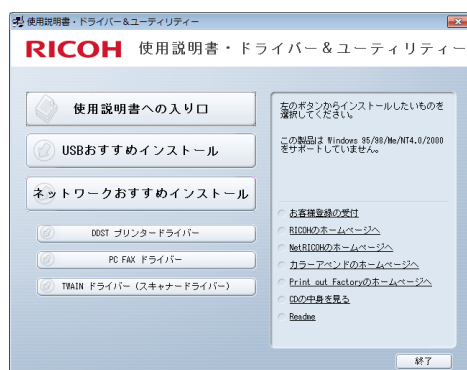 使用説明書・ドライバー&ユーティリティー
RICOH 使用説明書・ドライバー&ユーティリティー
使用説明書への入り口
USBおすすめインストール
ネットワークおすすめインストール
DDST プリンタードライバー
PC FAX ドライバー
TWAIN ドライバー (スキャナードライバー)
左のボタンからインストールしたいものを
選択してください。
この製品は Windows 95/98/Me/NT4.0/2000
をサポートしていません。
お客様登録の受付
RICOHのホームページへ
NetRICOHのホームページへ
カラーアペンドのホームページへ
Print out Factoryのホームページへ
CDの中身を見る
Readme
終了